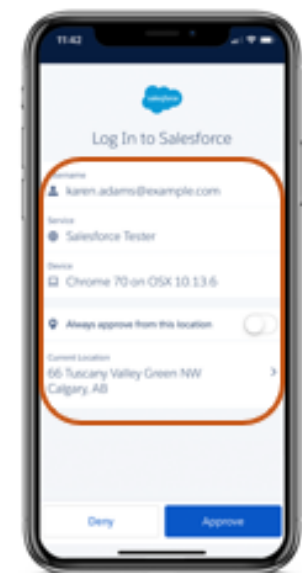 11:42
salesforce
Log In to Salesforce
Username
karen.adams@example.com
Service
Salesforce Tester
Device
Chrome 70 on OSX 10.13.6
Always approve from this location
Current Location
66 Tuscany Valley Green NW
Calgary, AB
Deny
Approve